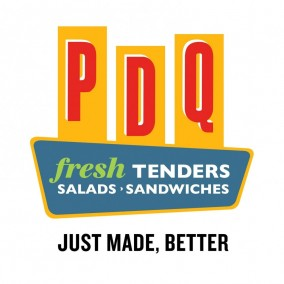 PDQ
fresh TENDERS
SALADS · SANDWICHES
JUST MADE, BETTER